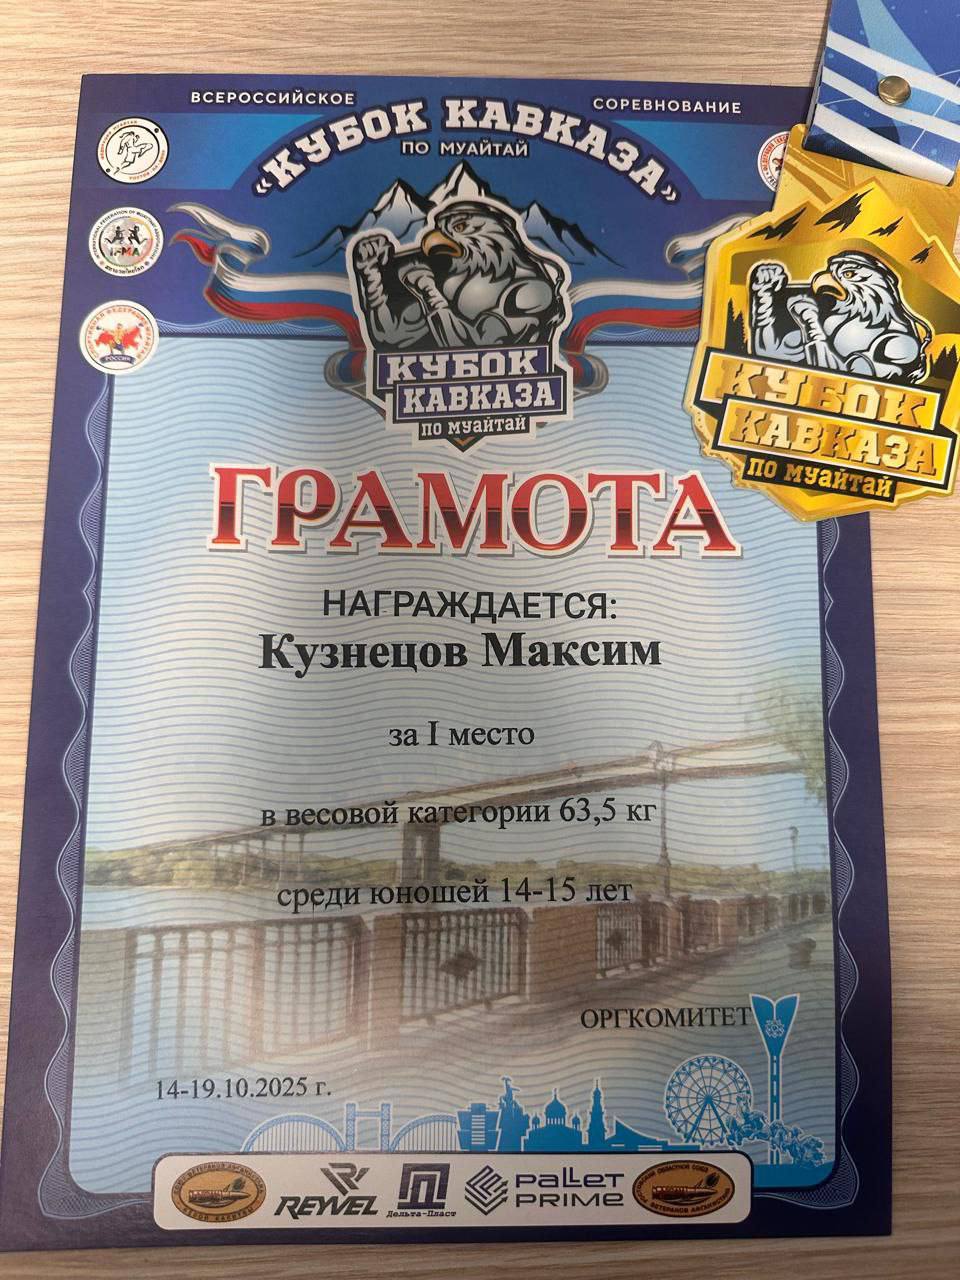 ВСЕРОССИЙСКОЕ СОРЕВНОВАНИЕ
«КУБОК КАВКАЗА»
ПО МУАЙТАЙ
IFMA
РОССИЯ
КУБОК
КАВКАЗА
ПО МУАЙТАЙ
КУБОК
КАВКАЗА
ПО МУАЙТАЙ
ГРАМОТА
НАГРАЖДАЕТСЯ:
Кузнецов Максим
за I место
в весовой категории 63,5 кг
среди юношей 14-15 лет
ОРГКОМИТЕТ
14-19.10.2025 г.
REYVEL
Дельта-Пласт
PALLET
PRIME